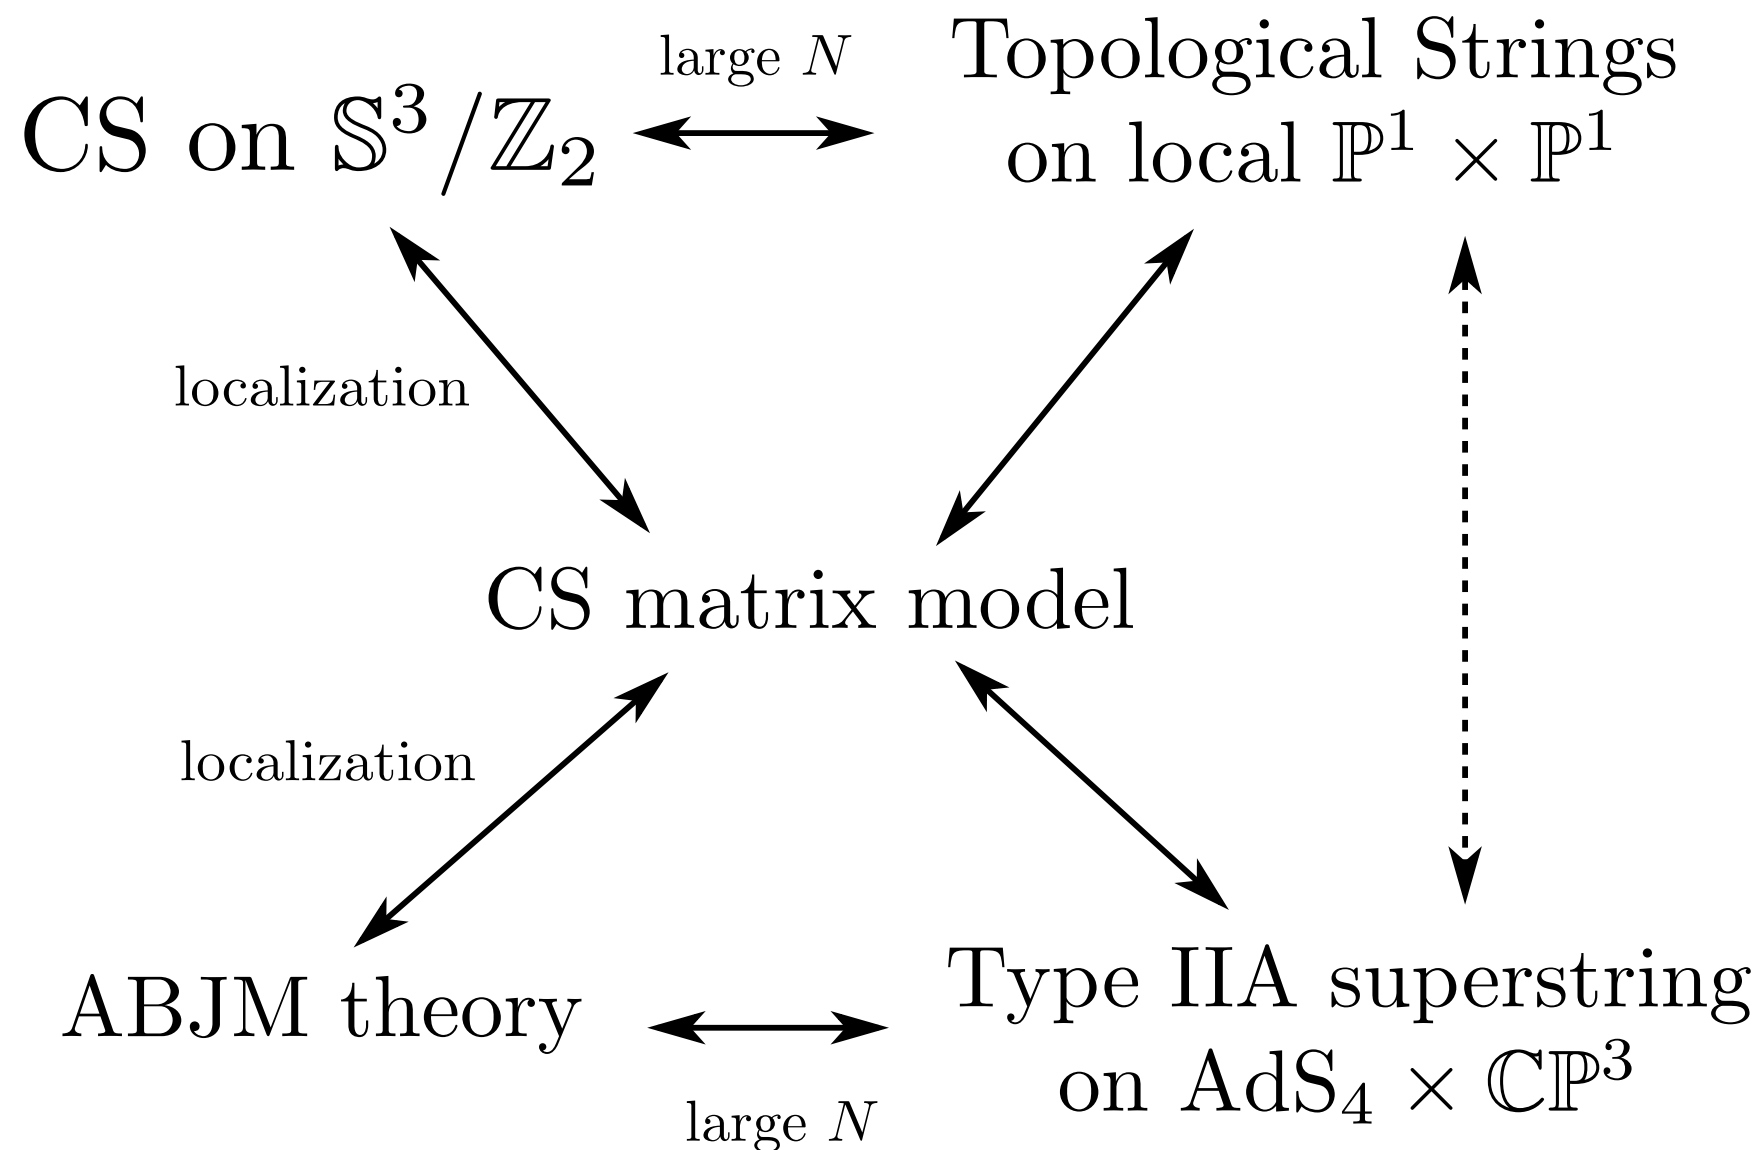 large N
Topological Strings
CS on 𝕊³/ℤ₂
on local ℙ¹ × ℙ¹
localization
CS matrix model
localization
ABJM theory
Type IIA superstring
on AdS₄ × ℂℙ³
large N